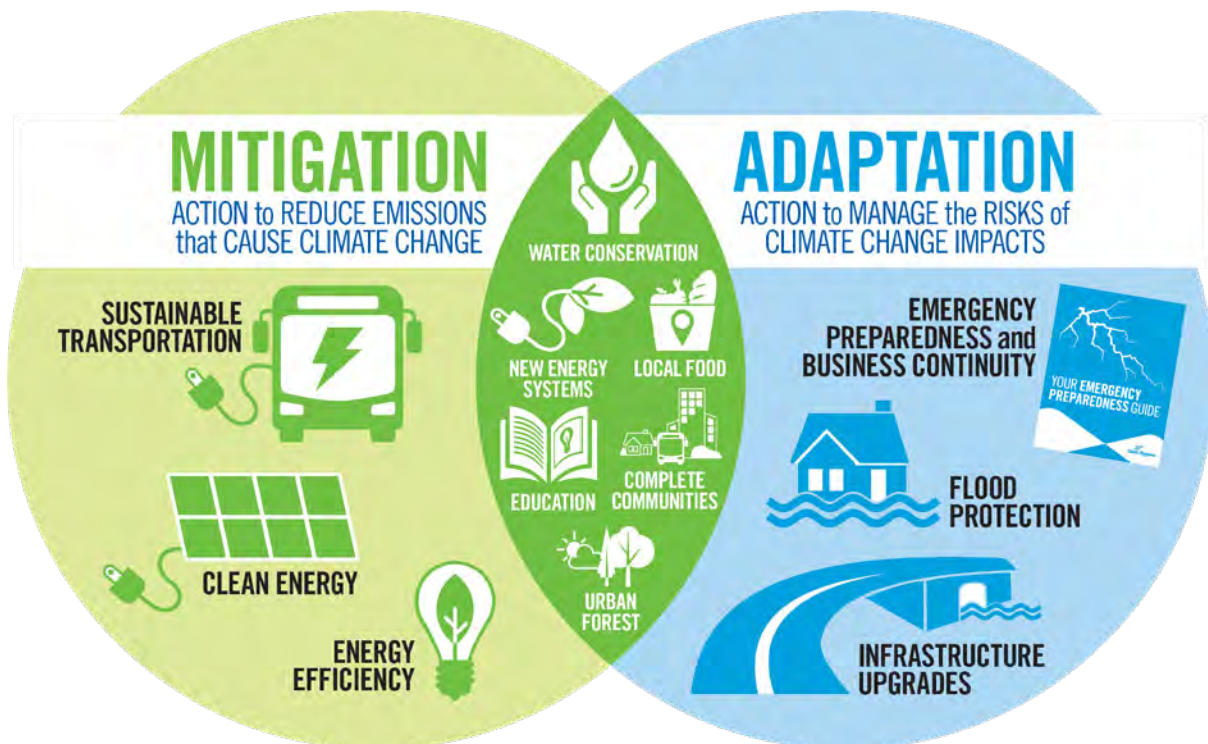 MITIGATION
ACTION to REDUCE EMISSIONS
that CAUSE CLIMATE CHANGE
SUSTAINABLE
TRANSPORTATION
CLEAN ENERGY
ENERGY
EFFICIENCY
WATER CONSERVATION
NEW ENERGY
SYSTEMS
LOCAL FOOD
EDUCATION
COMPLETE
COMMUNITIES
URBAN
FOREST
ADAPTATION
ACTION to MANAGE the RISKS of
CLIMATE CHANGE IMPACTS
EMERGENCY
PREPAREDNESS and
BUSINESS CONTINUITY
YOUR EMERGENCY
PREPAREDNESS GUIDE
FLOOD
PROTECTION
INFRASTRUCTURE
UPGRADES